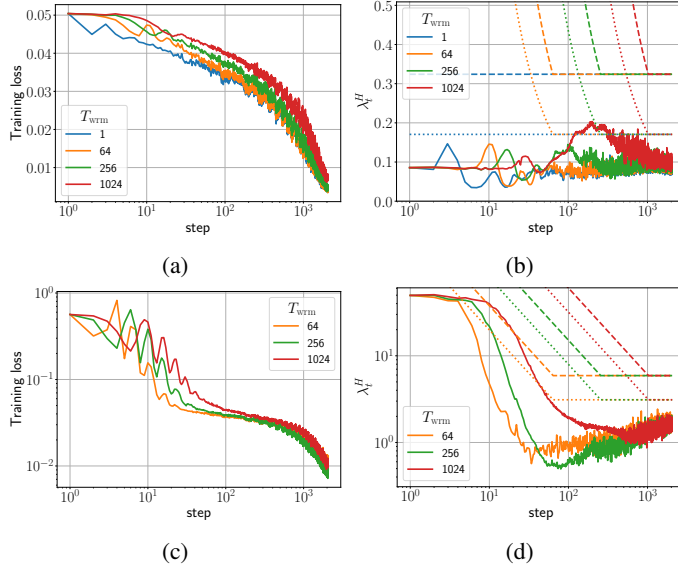 0.05
0.04
0.03
0.02
0.01
Training loss
T_wrm
1
64
256
1024
10^0
10^1
10^2
10^3
step
(a)
0.5
0.4
0.3
0.2
0.1
0.0
λ_t^H
T_wrm
1
64
256
1024
10^0
10^1
10^2
10^3
step
(b)
10^0
10^−1
10^−2
Training loss
T_wrm
64
256
1024
10^0
10^1
10^2
10^3
step
(c)
10^1
10^0
λ_t^H
T_wrm
64
256
1024
10^0
10^1
10^2
10^3
step
(d)